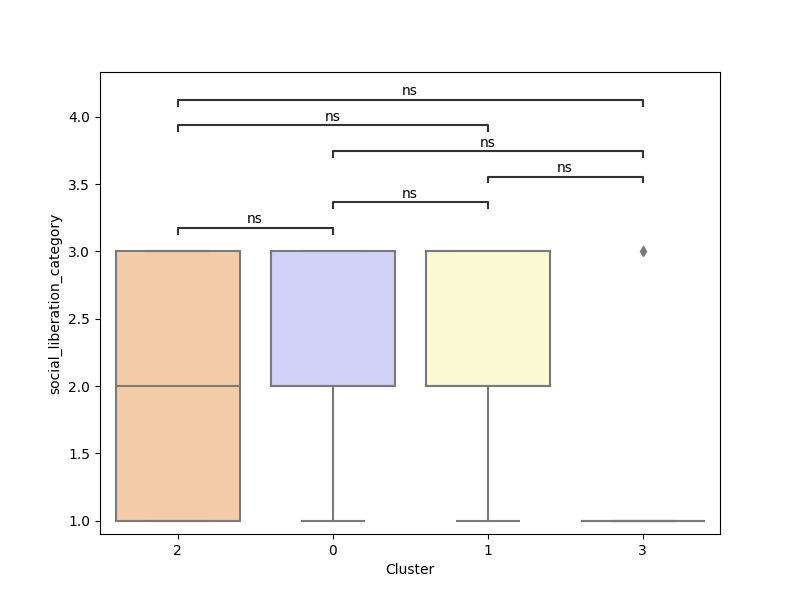 ns
ns
ns
ns
ns
ns
4.0
3.5
3.0
2.5
2.0
1.5
1.0
social_liberation_category
2 0 1 3
Cluster